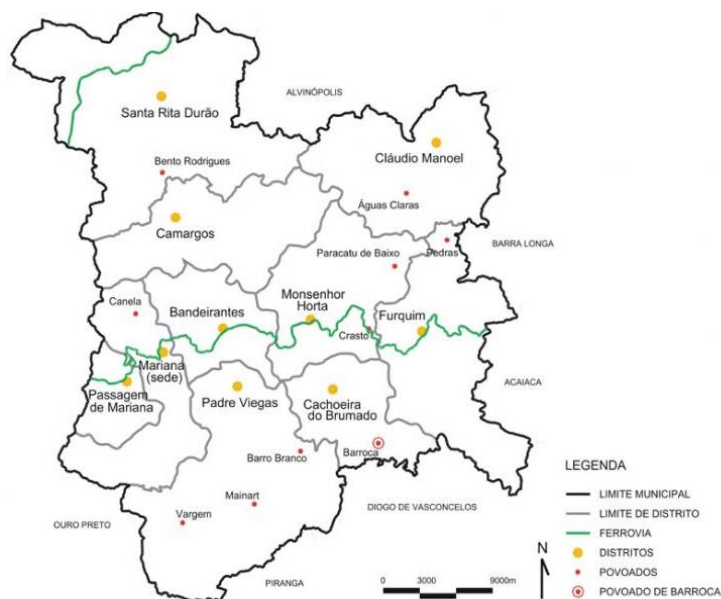 ALVINÓPOLIS
Santa Rita Durão
Cláudio Manoel
Bento Rodrigues
Águas Claras
Camargos
Pedras
BARRA LONGA
Paracatu de Baixo
Canela
Bandeirantes
Monsenhor
Horta
Furquim
Crasto
Mariana
(sede)
Passagem
de Mariana
Padre Viegas
Cachoeira
do Brumado
ACAIACA
Barro Branco
Barroca
Mainart
Vargem
OURO PRETO
DIOGO DE VASCONCELOS
PIRANGA
LEGENDA
LIMITE MUNICIPAL
LIMITE DE DISTRITO
FERROVIA
DISTRITOS
POVOADOS
POVOADO DE BARROCA
N
0 3000 9000m